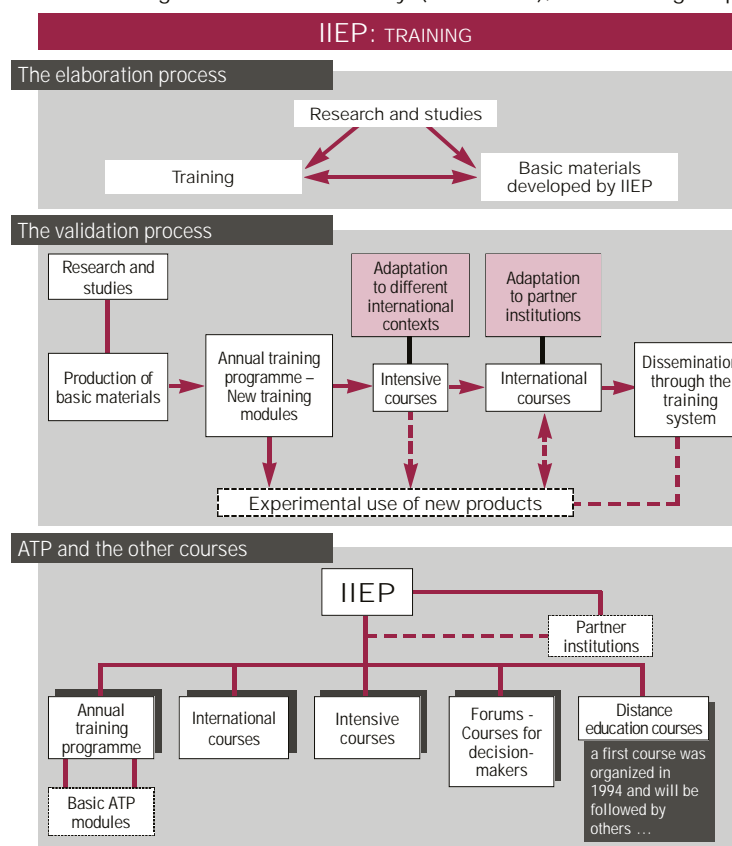 IIEP: TRAINING
The elaboration process
Research and studies
Training
Basic materials
developed by IIEP
The validation process
Research and
studies
Production of
basic materials
Annual training
programme –
New training
modules
Adaptation
to different
international
contexts
Intensive
courses
Adaptation
to partner
institutions
International
courses
Dissemination
through the
training
system
Experimental use of new products
ATP and the other courses
IIEP
Partner
institutions
Annual
training
programme
Basic ATP
modules
International
courses
Intensive
courses
Forums -
Courses for
decision-
makers
Distance
education courses
a first course was
organized in
1994 and will be
followed by
others …